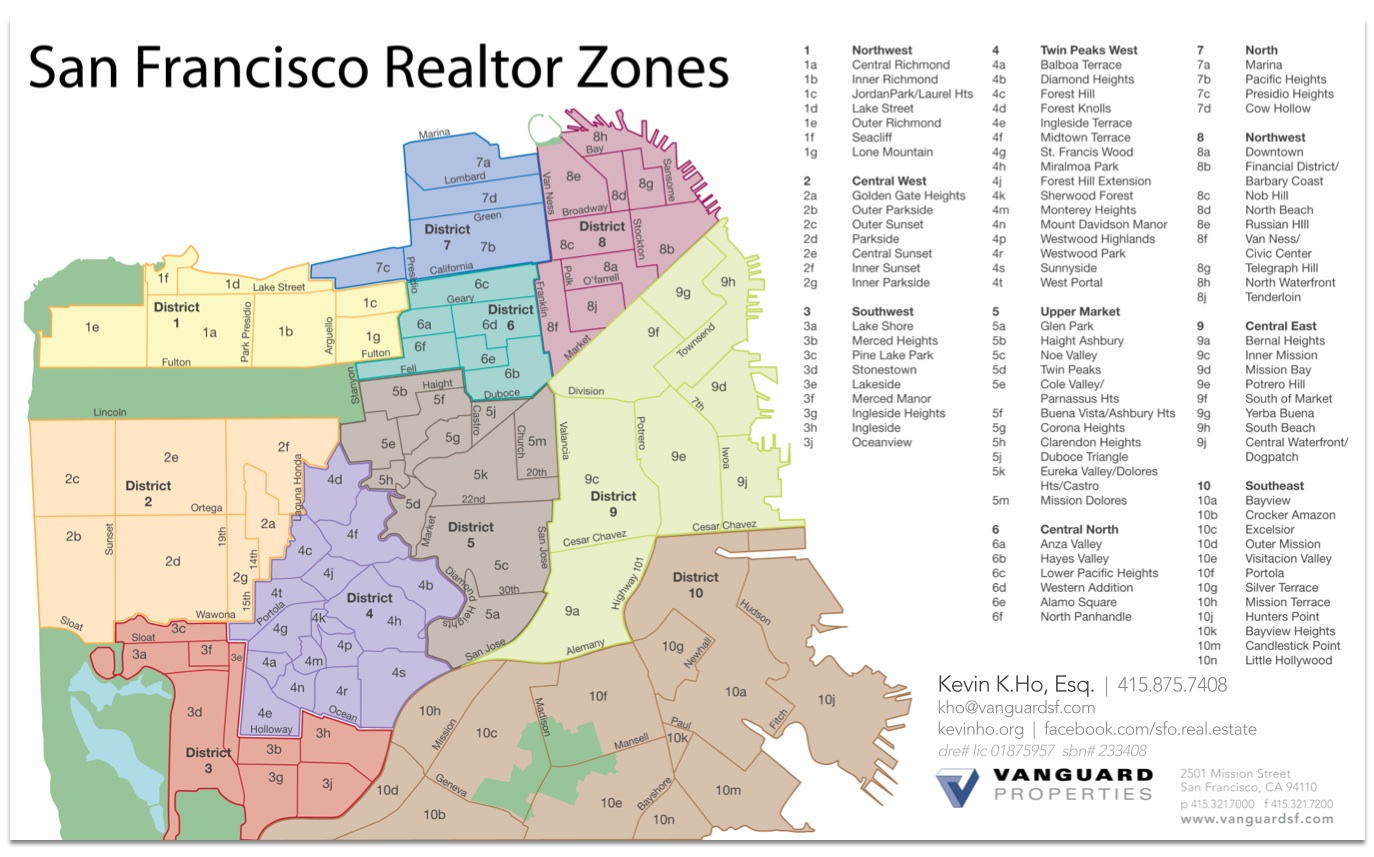 San Francisco Realtor Zones
1 Northwest
1a Central Richmond
1b Inner Richmond
1c JordanPark/Laurel Hts
1d Lake Street
1e Outer Richmond
1f Seacliff
1g Lone Mountain
2 Central West
2a Golden Gate Heights
2b Outer Parkside
2c Outer Sunset
2d Parkside
2e Central Sunset
2f Inner Sunset
2g Inner Parkside
3 Southwest
3a Lake Shore
3b Merced Heights
3c Pine Lake Park
3d Stonestown
3e Lakeside
3f Merced Manor
3g Ingleside Heights
3h Ingleside
3j Oceanview
4 Twin Peaks West
4a Balboa Terrace
4b Diamond Heights
4c Forest Hill
4d Forest Knolls
4e Ingleside Terrace
4f Midtown Terrace
4g St. Francis Wood
4h Miralmoa Park
4j Forest Hill Extension
4k Sherwood Forest
4m Monterey Heights
4n Mount Davidson Manor
4p Westwood Highlands
4r Westwood Park
4s Sunnyside
4t West Portal
5 Upper Market
5a Glen Park
5b Haight Ashbury
5c Noe Valley
5d Twin Peaks
5e Cole Valley/
Parnassus Hts
5f Buena Vista/Ashbury Hts
5g Corona Heights
5h Clarendon Heights
5j Duboce Triangle
5k Eureka Valley/Dolores
Hts/Castro
5m Mission Dolores
6 Central North
6a Anza Valley
6b Hayes Valley
6c Lower Pacific Heights
6d Western Addition
6e Alamo Square
6f North Panhandle
7 North
7a Marina
7b Pacific Heights
7c Presidio Heights
7d Cow Hollow
8 Northwest
8a Downtown
8b Financial District/
Barbary Coast
8c Nob Hill
8d North Beach
8e Russian HIll
8f Van Ness/
Civic Center
8g Telegraph Hill
8h North Waterfront
8j Tenderloin
9 Central East
9a Bernal Heights
9c Inner Mission
9d Mission Bay
9e Potrero Hill
9f South of Market
9g Yerba Buena
9h South Beach
9j Central Waterfront/
Dogpatch
10 Southeast
10a Bayview
10b Crocker Amazon
10c Excelsior
10d Outer Mission
10e Visitacion Valley
10f Portola
10g Silver Terrace
10h Mission Terrace
10j Hunters Point
10k Bayview Heights
10m Candlestick Point
10n Little Hollywood
Marina
7a
Lombard
7d
Green
District
7
7b
7c
Presidio
California
Van Ness
8h
Bay
8e
8d
8g
Sansome
Broadway
District
8
8c
Stockton
8b
Polk
8a
O'farrell
8j
8f
Franklin
Market
1f
1d
Lake Street
District
1
1e
1a
Park Presidio
1b
Arguello
1c
1g
Fulton
Fulton
6c
Geary
District
6
6a
6d
6f
6e
6b
Fell
Duboce
Stanyon
Lincoln
9h
9g
9f
Townsend
Division
9d
7th
Valancia
Potrero
9e
Iwoa
9j
9c
District
9
Cesar Chavez
Cesar Chavez
9a
Highway 101
Alemany
5b
Haight
5f
Castro
5j
5e
5g
Church
5m
5h
5k
20th
22nd
5d
Market
District
5
San Jose
5c
30th
Diamond Heights
5a
San Jose
2f
2e
2c
District
2
Laguna Honda
Ortega
2b
Sunset
2d
19th
2a
14th
2g
15th
Wawona
Sloat
4d
4f
4c
4j
4b
4t
District
4
Portola
4k
4h
4g
4p
4a
4m
4s
4n
4r
4e
Ocean
Holloway
Sloat
3c
3a
3f
3e
3d
District
3
3b
3h
3g
3j
District
10
Hudson
10g
Newhall
10a
10j
Fitch
10f
Madison
10h
Mission
10c
Mansell
Paul
10k
10d
Geneva
10b
10e
Bayshore
10m
10n
Kevin K.Ho, Esq. | 415.875.7408
kho@vanguardsf.com
kevinho.org | facebook.com/sfo.real.estate
dre# lic 01875957 sbn# 233408
VANGUARD
PROPERTIES
2501 Mission Street
San Francisco, CA 94110
p 415.321.7000 f 415.321.7200
www.vanguardsf.com